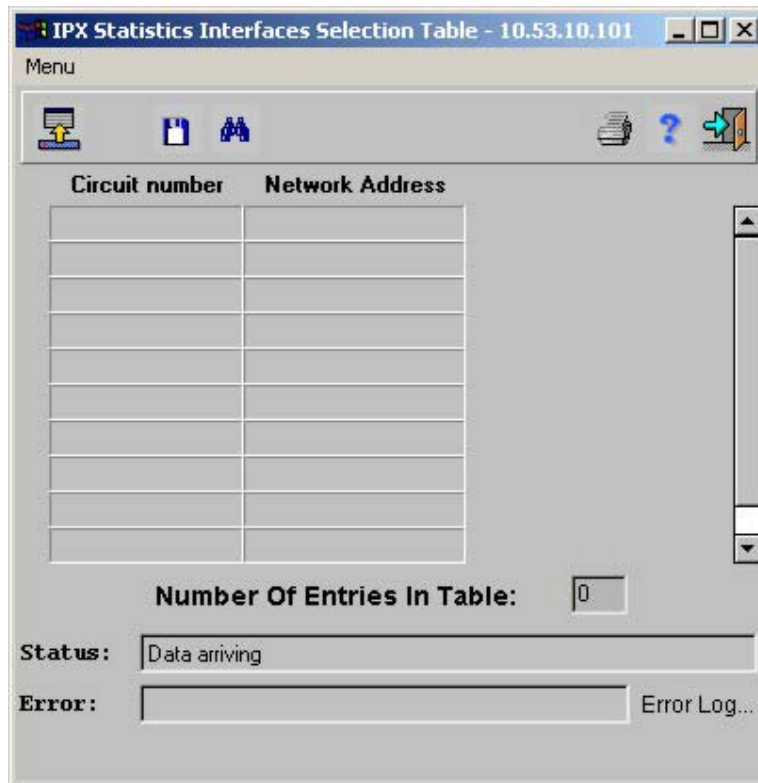 IPX Statistics Interfaces Selection Table - 10.53.10.101
Menu
Circuit number Network Address
Number Of Entries In Table: 0
Status: Data arriving
Error: Error Log...